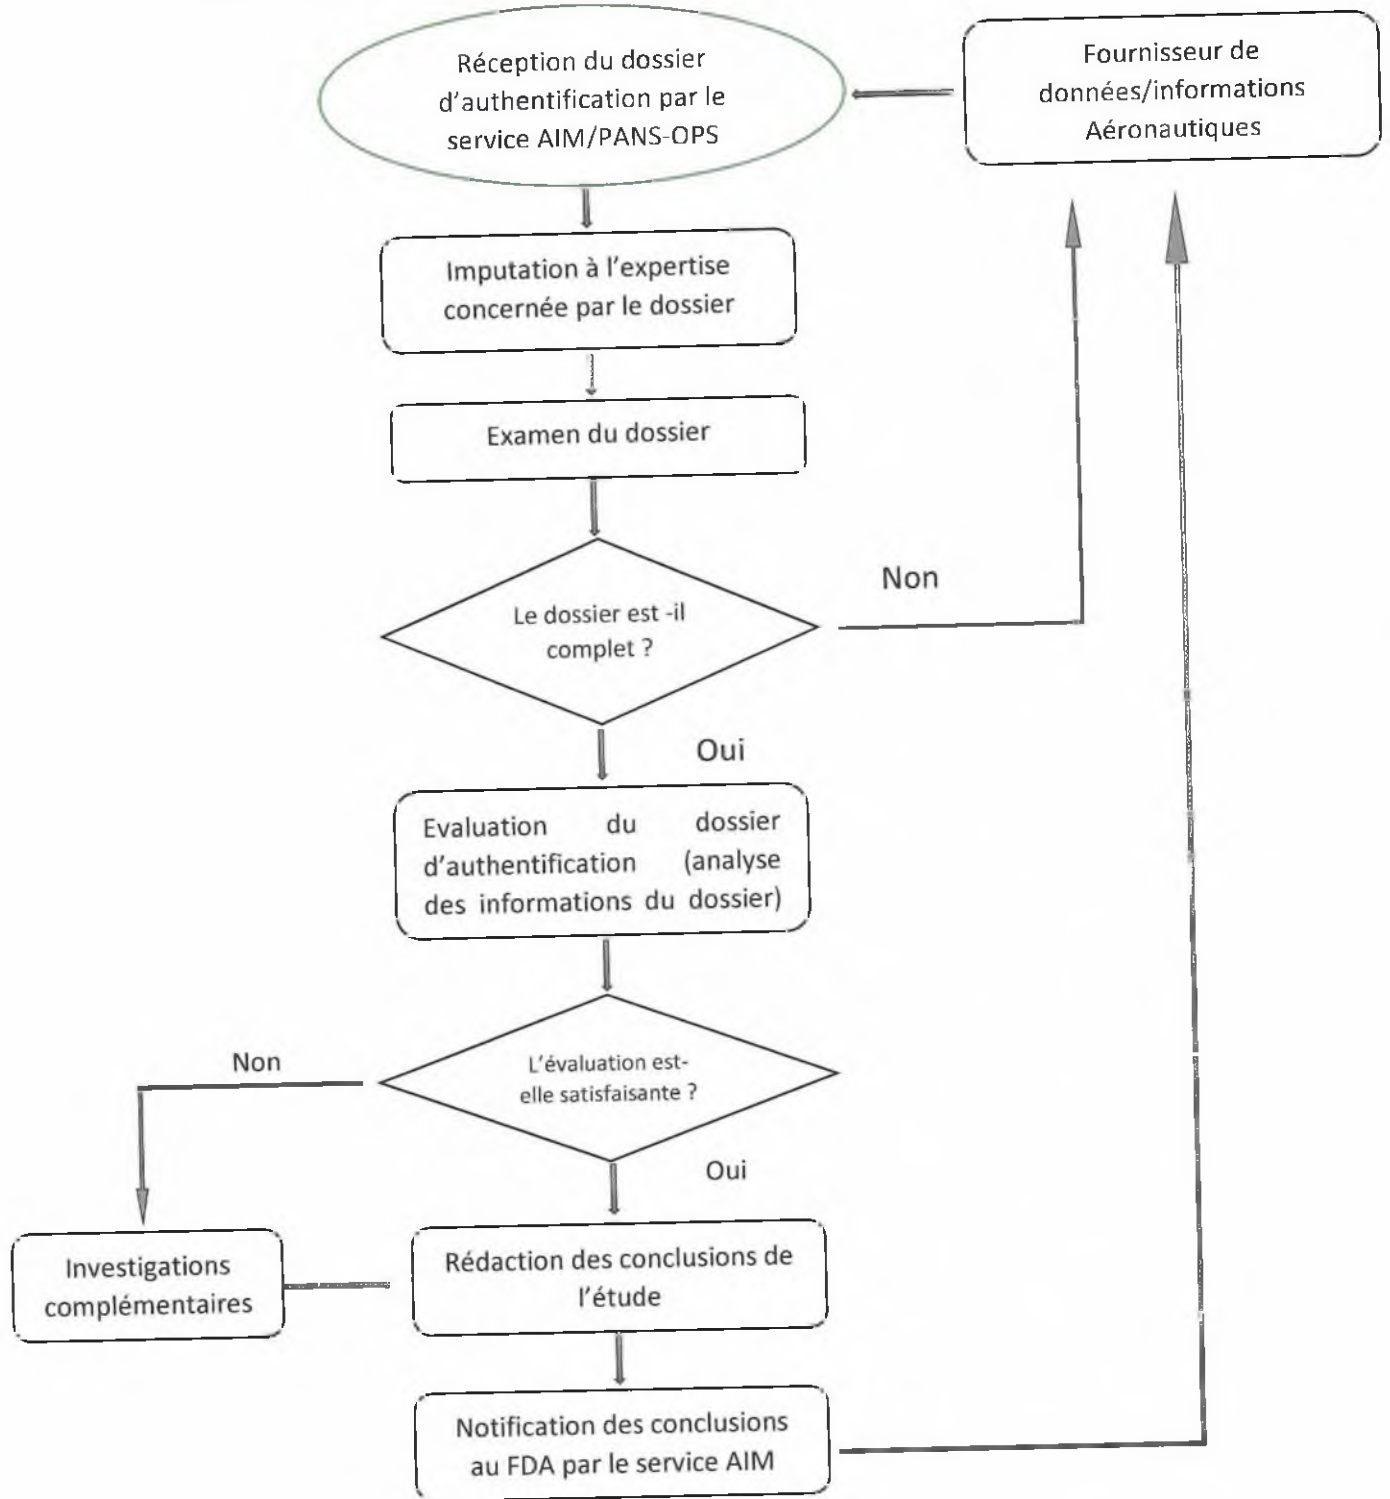 Réception du dossier
d'authentification par le
service AIM/PANS-OPS
Fournisseur de
données/informations
Aéronautiques
Imputation à l'expertise
concernée par le dossier
Examen du dossier
Le dossier est -il
complet ?
Non
Oui
Evaluation du dossier
d'authentification (analyse
des informations du dossier)
L'évaluation est-
elle satisfaisante ?
Non
Oui
Investigations
complémentaires
Rédaction des conclusions de
l'étude
Notification des conclusions
au FDA par le service AIM